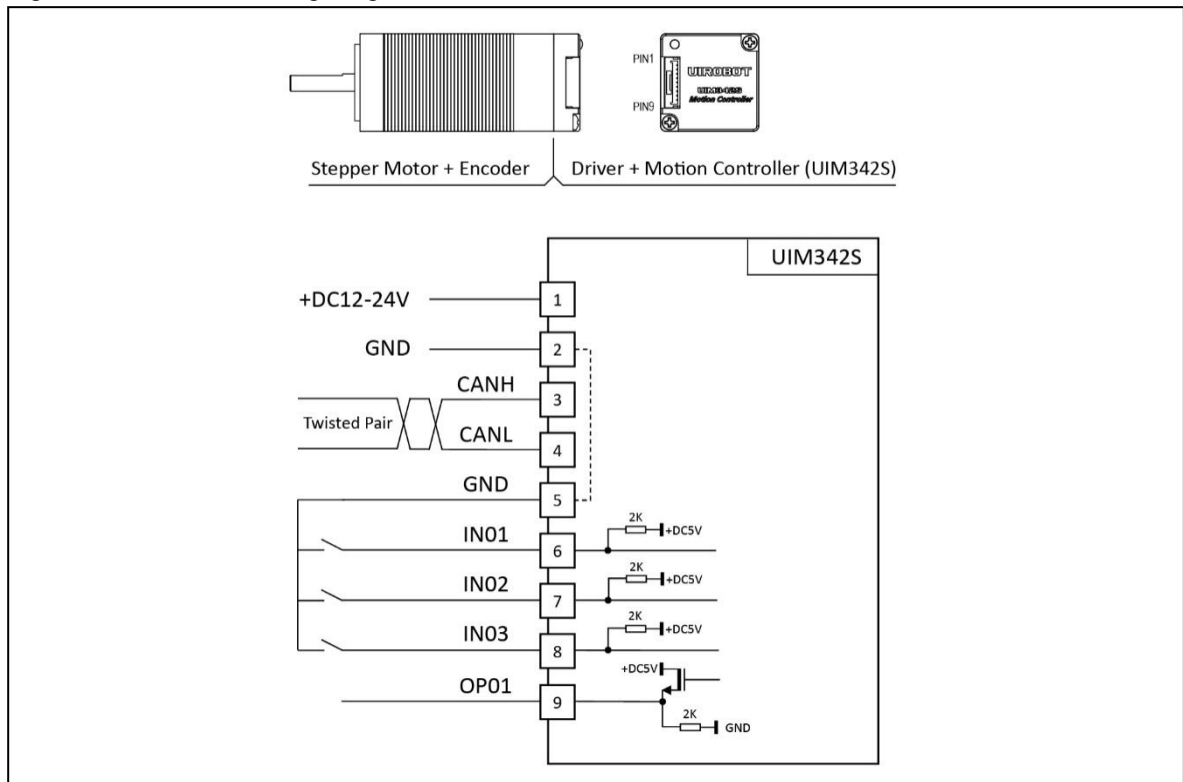 PIN1
PIN9
UIROBOT
UIM342S
Motion Controller
Stepper Motor + Encoder
Driver + Motion Controller (UIM342S)
UIM342S
+DC12-24V
1
GND
2
CANH
3
Twisted Pair
CANL
4
GND
5
2K
+DC5V
IN01
6
2K
+DC5V
IN02
7
2K
+DC5V
IN03
8
+DC5V
OP01
9
2K
GND